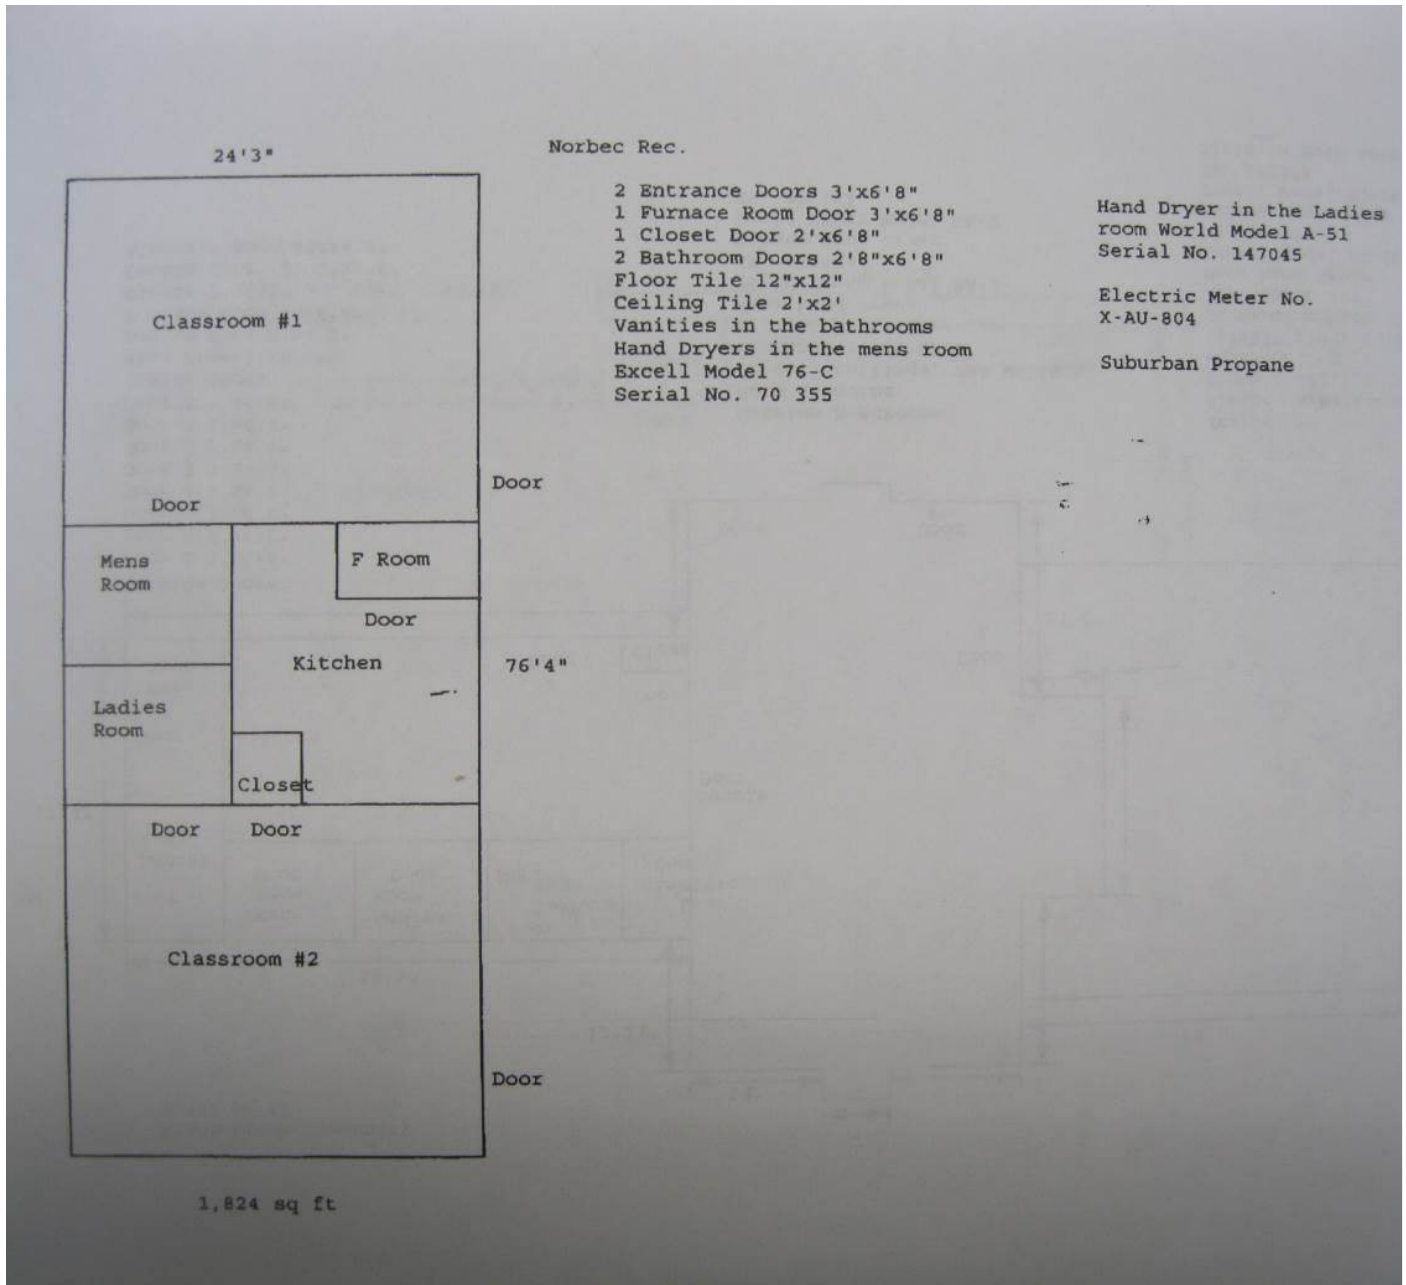 24'3"
Norbec Rec.
2 Entrance Doors 3'x6'8"
1 Furnace Room Door 3'x6'8"
1 Closet Door 2'x6'8"
2 Bathroom Doors 2'8"x6'8"
Floor Tile 12"x12"
Ceiling Tile 2'x2'
Vanities in the bathrooms
Hand Dryers in the mens room
Excell Model 76-C
Serial No. 70 355
Hand Dryer in the Ladies
room World Model A-51
Serial No. 147045
Electric Meter No.
X-AU-804
Suburban Propane
Classroom #1
Door
Door
Mens
Room
F Room
Door
Kitchen
76'4"
Ladies
Room
Closet
Door Door
Classroom #2
Door
1,824 sq ft